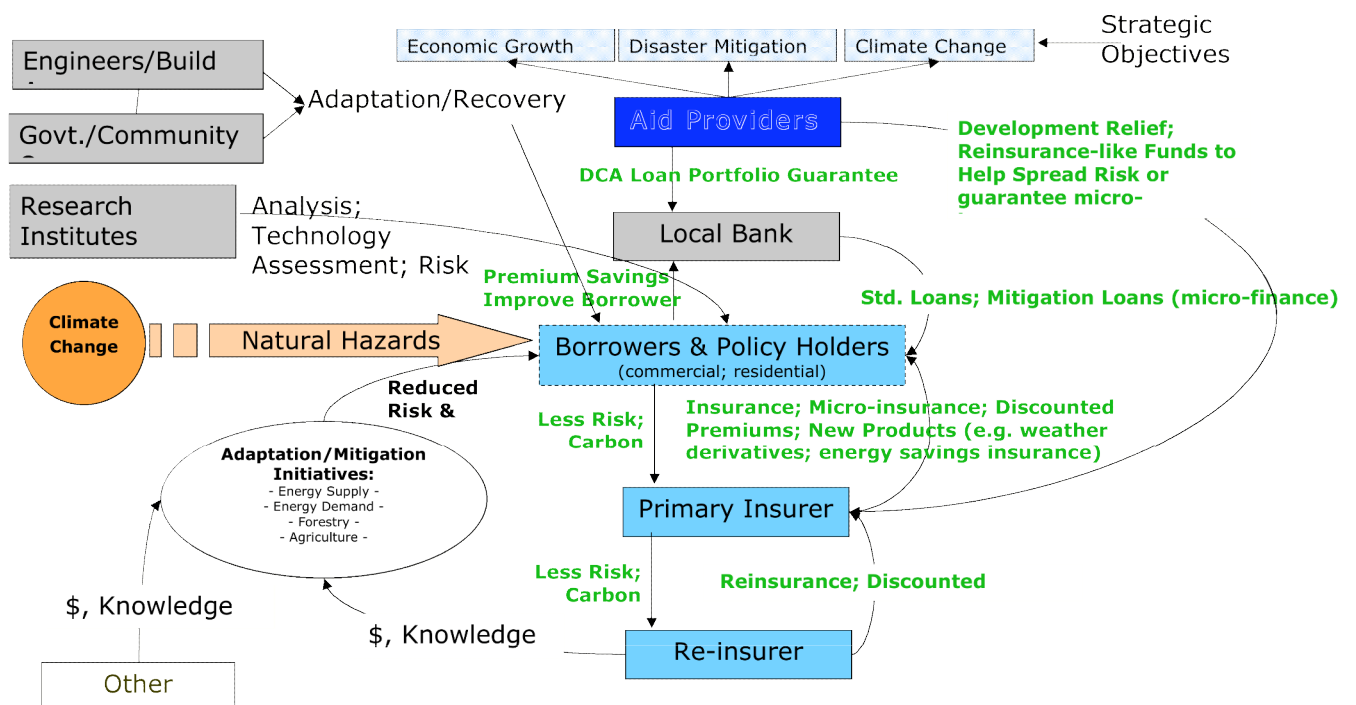 Strategic
Objectives
Economic Growth
Disaster Mitigation
Climate Change
Engineers/Build
Adaptation/Recovery
Aid Providers
Govt./Community
Development Relief;
Reinsurance-like Funds to
Help Spread Risk or
guarantee micro-
DCA Loan Portfolio Guarantee
Research
Institutes
Analysis;
Technology
Assessment; Risk
Local Bank
Premium Savings
Improve Borrower
Std. Loans; Mitigation Loans (micro-finance)
Climate
Change
Natural Hazards
Borrowers & Policy Holders
(commercial; residential)
Reduced
Risk &
Less Risk;
Carbon
Insurance; Micro-insurance; Discounted
Premiums; New Products (e.g. weather
derivatives; energy savings insurance)
Adaptation/Mitigation
Initiatives:
- Energy Supply -
- Energy Demand -
- Forestry -
- Agriculture -
Primary Insurer
Less Risk;
Carbon
Reinsurance; Discounted
$, Knowledge
$, Knowledge
Re-insurer
Other